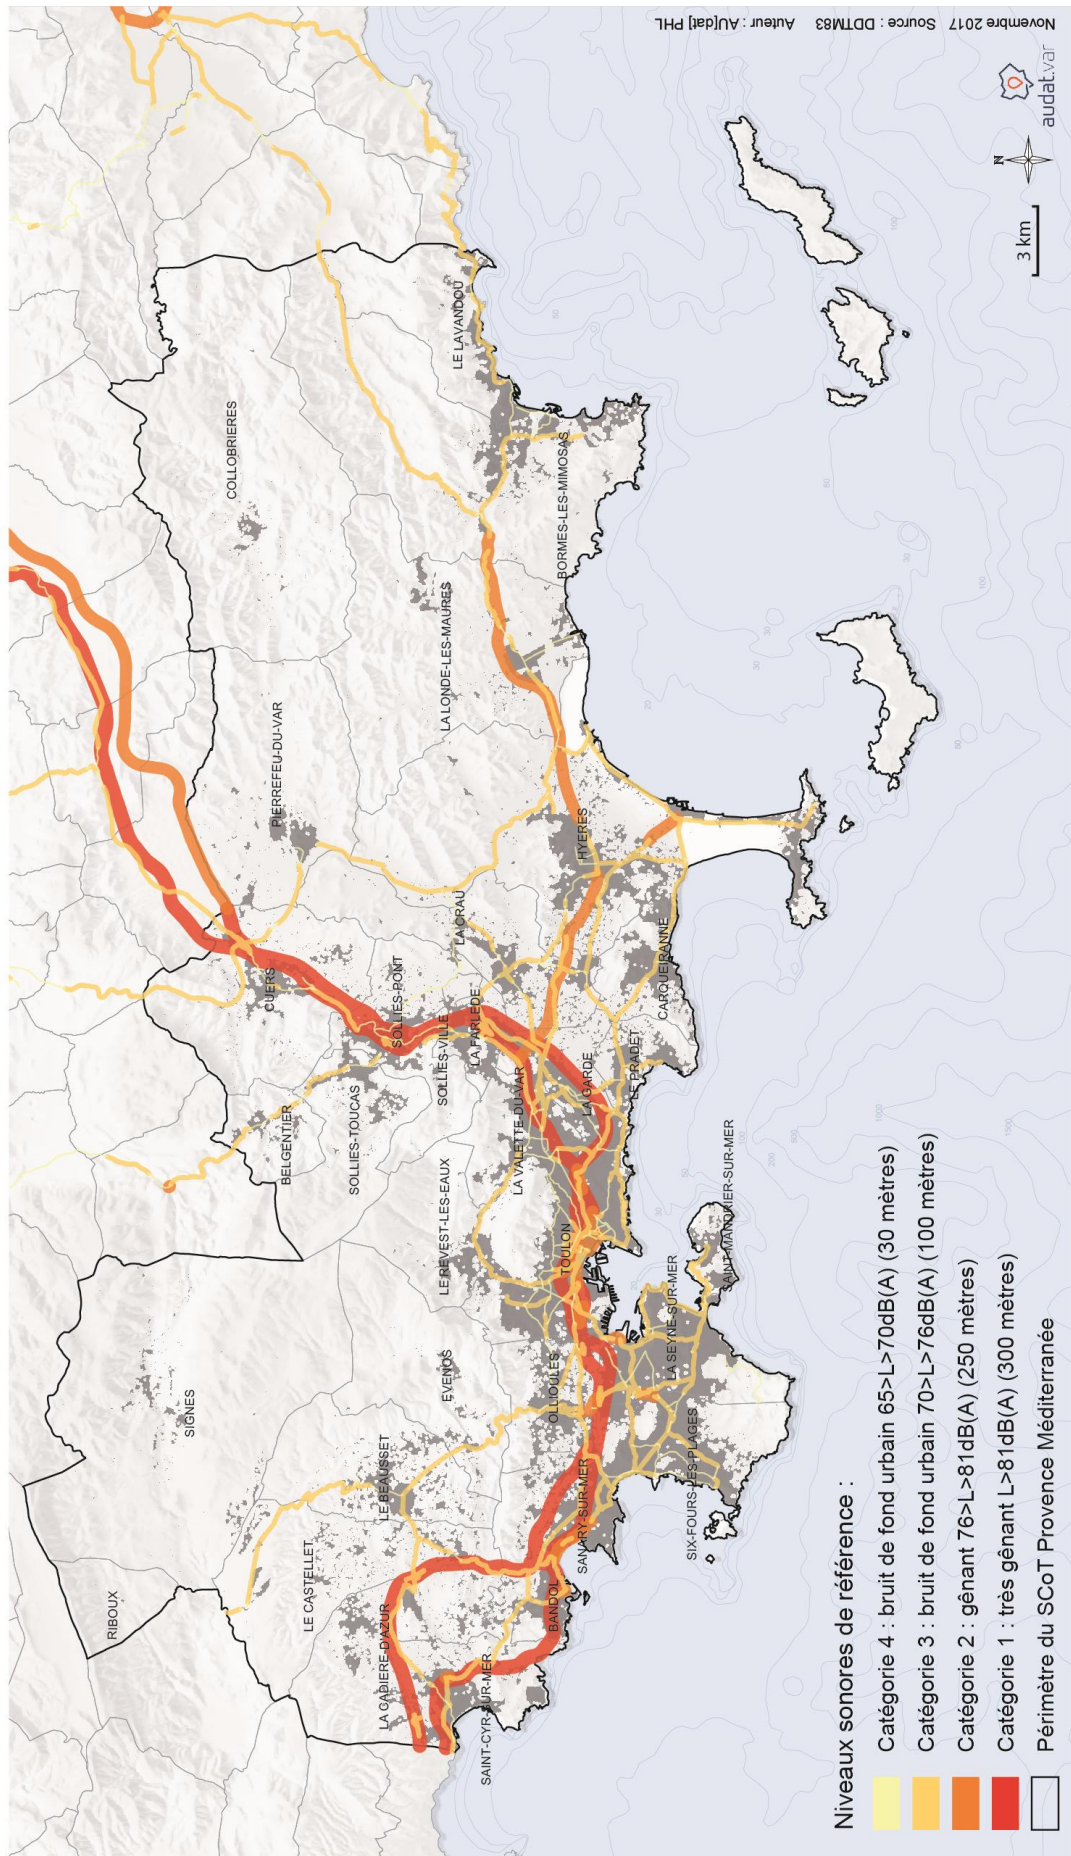 RIBOUX
SIGNES
LE CASTELLET
LE BEAUSSET
LA CADIERE-D'AZUR
EVENOS
SAINT-CYR-SUR-MER
BANDOL
SANARY-SUR-MER
OLLIOULES
SIX-FOURS-LES-PLAGES
LA SEYNE-SUR-MER
SAINT-MANDRIER-SUR-MER
TOULON
LE REVEST-LES-EAUX
LA VALETTE-DU-VAR
LA GARDE
LE PRADET
BELGENTIER
SOLLIES-TOUCAS
SOLLIES-VILLE
SOLLIES-PONT
LA FARLEDE
LA CRAU
CUERS
CARQUEIRANNE
HYERES
PIERREFEU-DU-VAR
LA LONDE-LES-MAURES
COLLOBRIERES
BORMES-LES-MIMOSAS
LE LAVANDOU
Niveaux sonores de référence :
Catégorie 4 : bruit de fond urbain 65>L>70dB(A) (30 mètres)
Catégorie 3 : bruit de fond urbain 70>L>76dB(A) (100 mètres)
Catégorie 2 : gênant 76>L>81dB(A) (250 mètres)
Catégorie 1 : très gênant L>81dB(A) (300 mètres)
Périmètre du SCoT Provence Méditerranée
3 km
N
audat.var
Novembre 2017 Source : DDTM83 Auteur : AU[dat] PHL